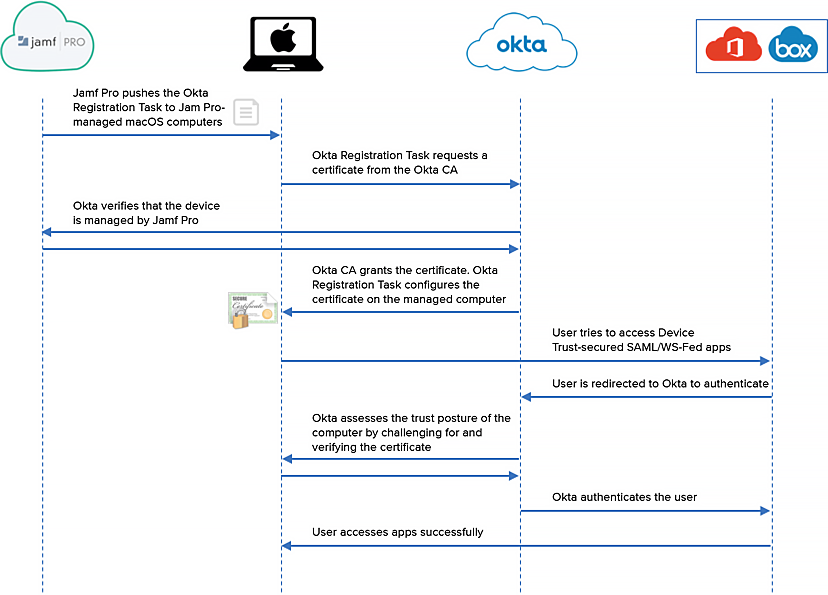 jamf PRO
okta
box
Jamf Pro pushes the Okta
Registration Task to Jam Pro-
managed macOS computers
Okta Registration Task requests a
certificate from the Okta CA
Okta verifies that the device
is managed by Jamf Pro
Okta CA grants the certificate. Okta
Registration Task configures the
certificate on the managed computer
SECURE
Certificate
User tries to access Device
Trust-secured SAML/WS-Fed apps
User is redirected to Okta to authenticate
Okta assesses the trust posture of the
computer by challenging for and
verifying the certificate
Okta authenticates the user
User accesses apps successfully